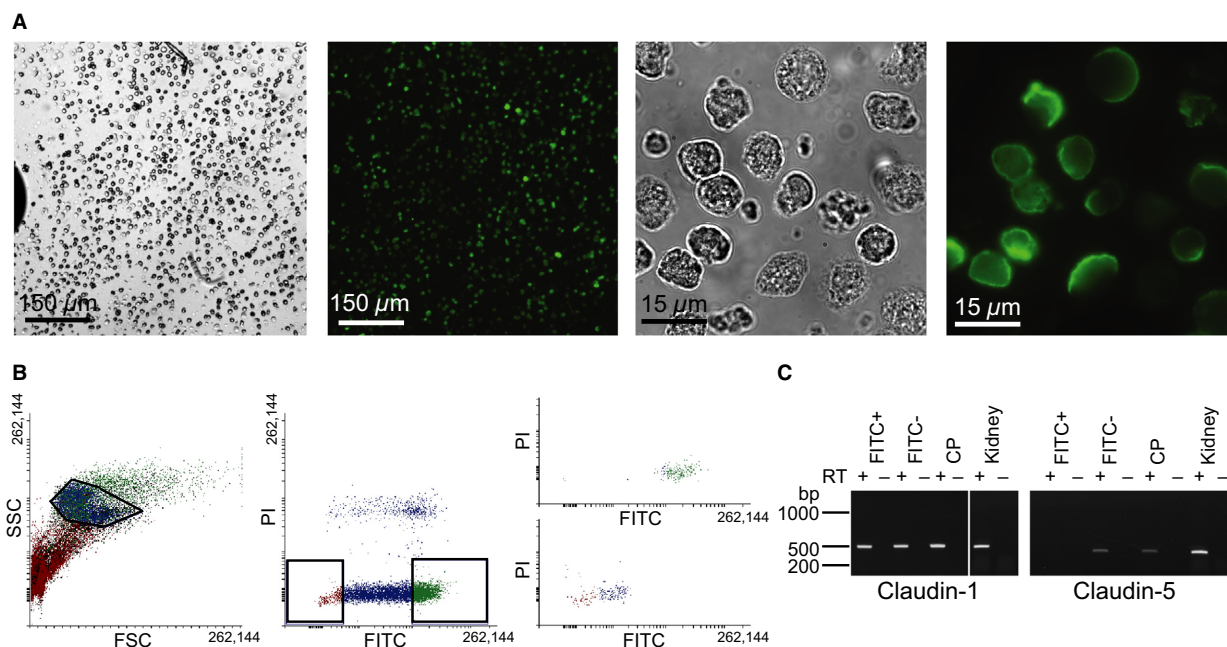 A
150 µm
150 µm
15 µm
15 µm
B
262,144
SSC
FSC
262,144
262,144
PI
FITC
262,144
PI
FITC
262,144
PI
FITC
262,144
C
FITC+
FITC-
CP
Kidney
FITC+
FITC-
CP
Kidney
RT + – + – + – + – + – + – + – + –
bp
1000
500
200
Claudin-1
Claudin-5